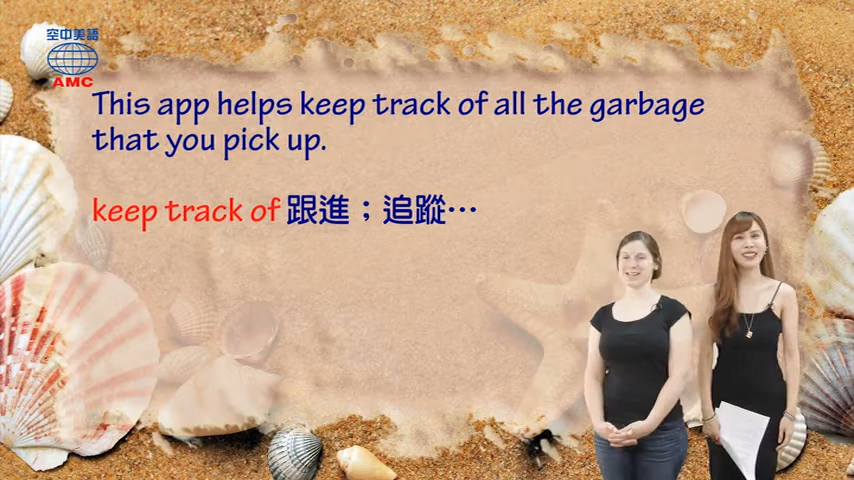 空中美語
AMC
This app helps keep track of all the garbage
that you pick up.
keep track of 跟進；追蹤…